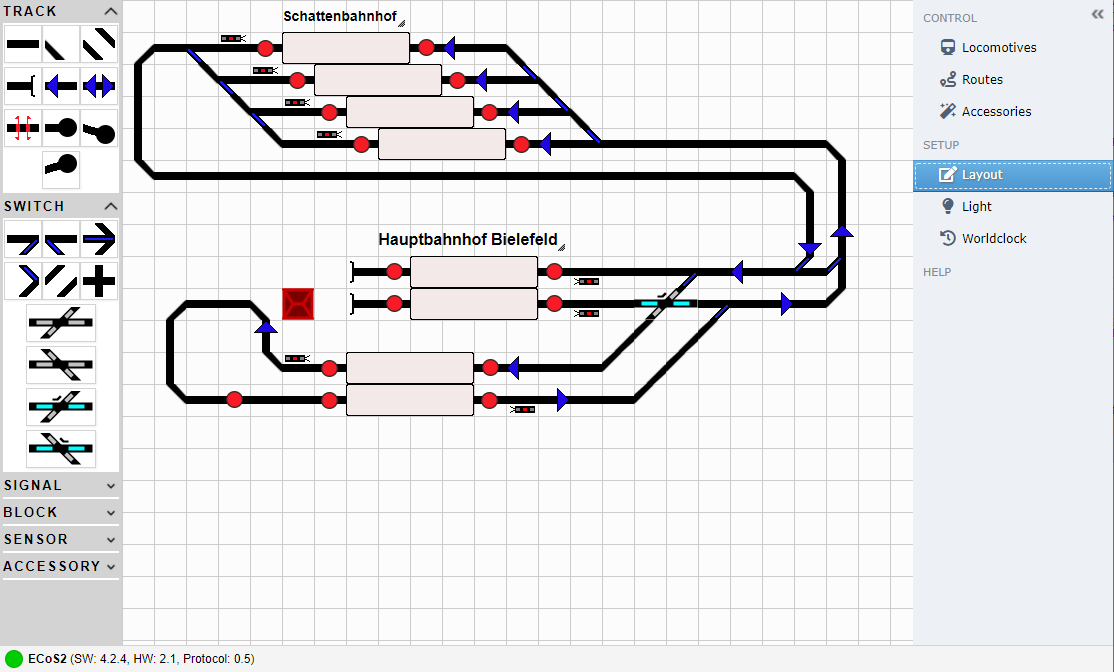 TRACK
SWITCH
SIGNAL
BLOCK
SENSOR
ACCESSORY
Schattenbahnhof
Hauptbahnhof Bielefeld
CONTROL
Locomotives
Routes
Accessories
SETUP
Layout
Light
Worldclock
HELP
ECoS2 (SW: 4.2.4, HW: 2.1, Protocol: 0.5)